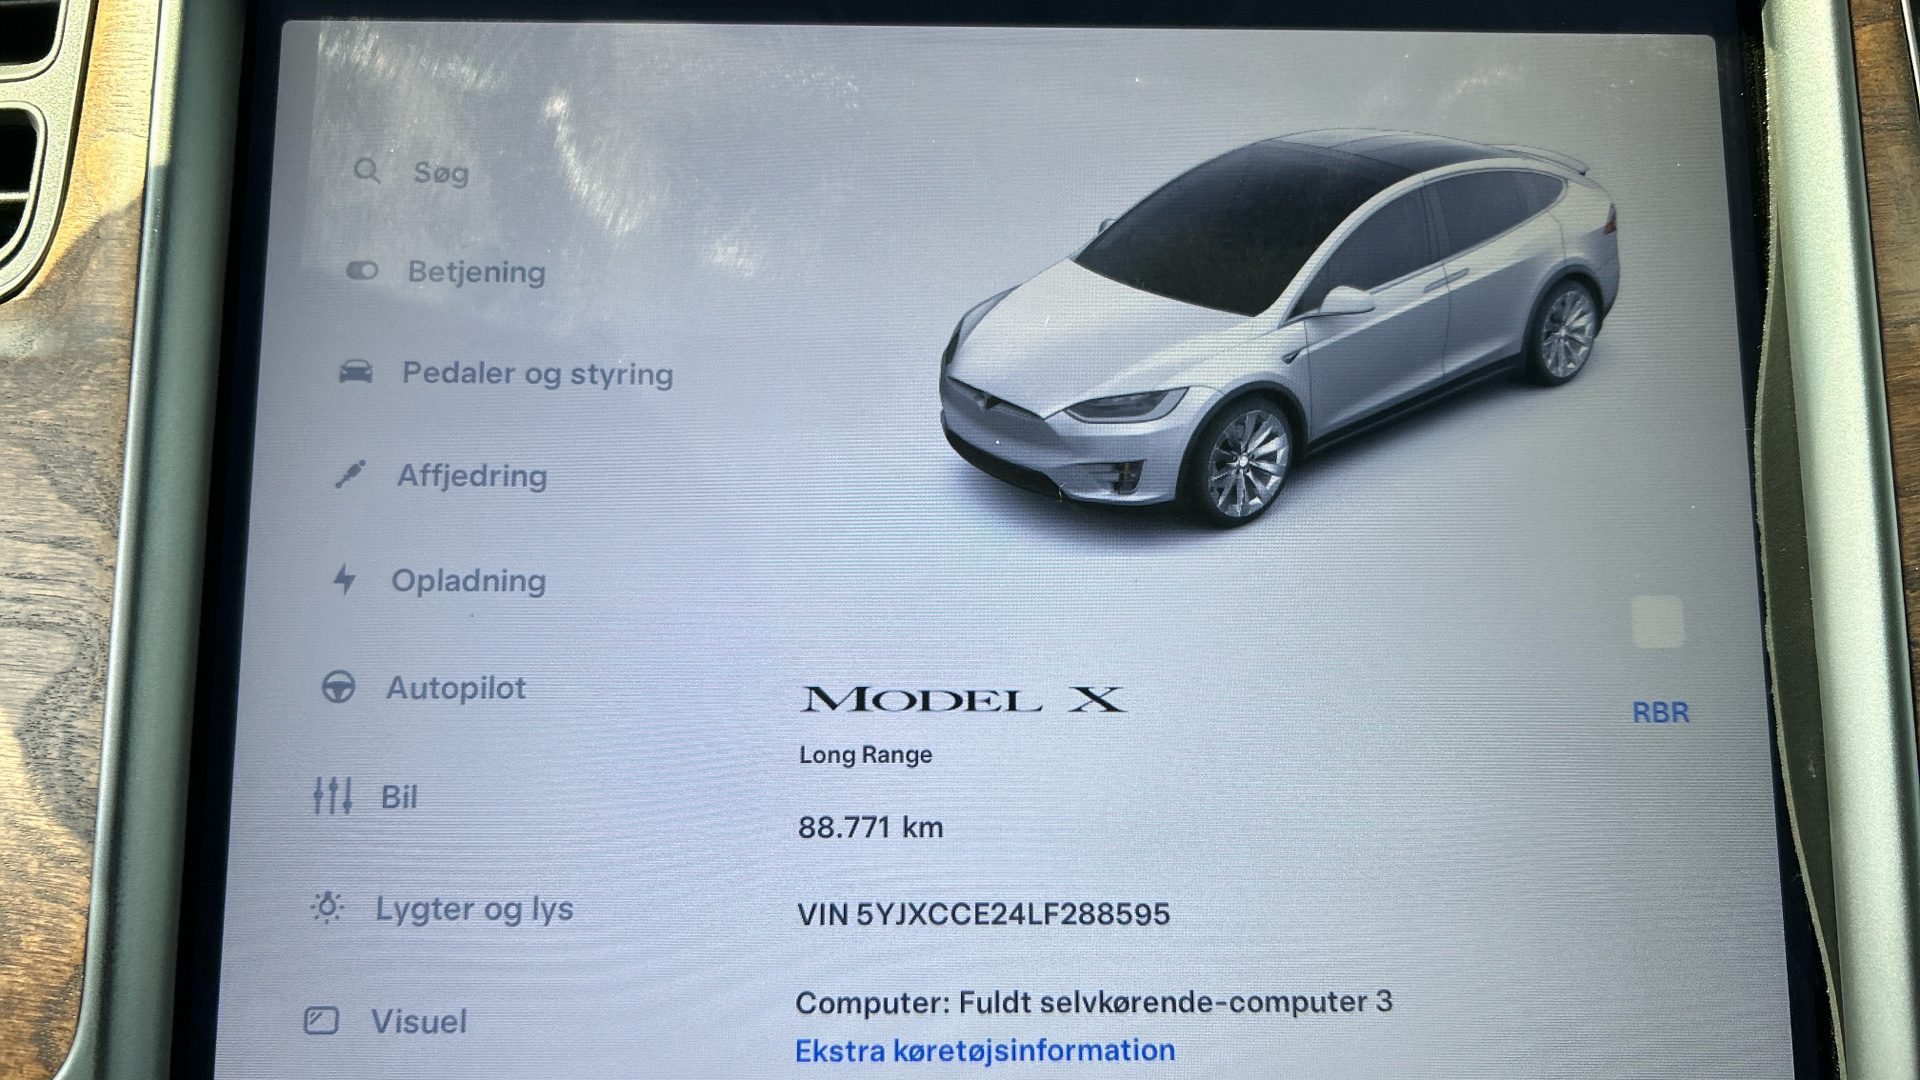 Søg
Betjening
Pedaler og styring
Affjedring
Opladning
Autopilot
Bil
Lygter og lys
Visuel
MODEL X
RBR
Long Range
88.771 km
VIN 5YJXCCE24LF288595
Computer: Fuldt selvkørende-computer 3
Ekstra køretøjsinformation